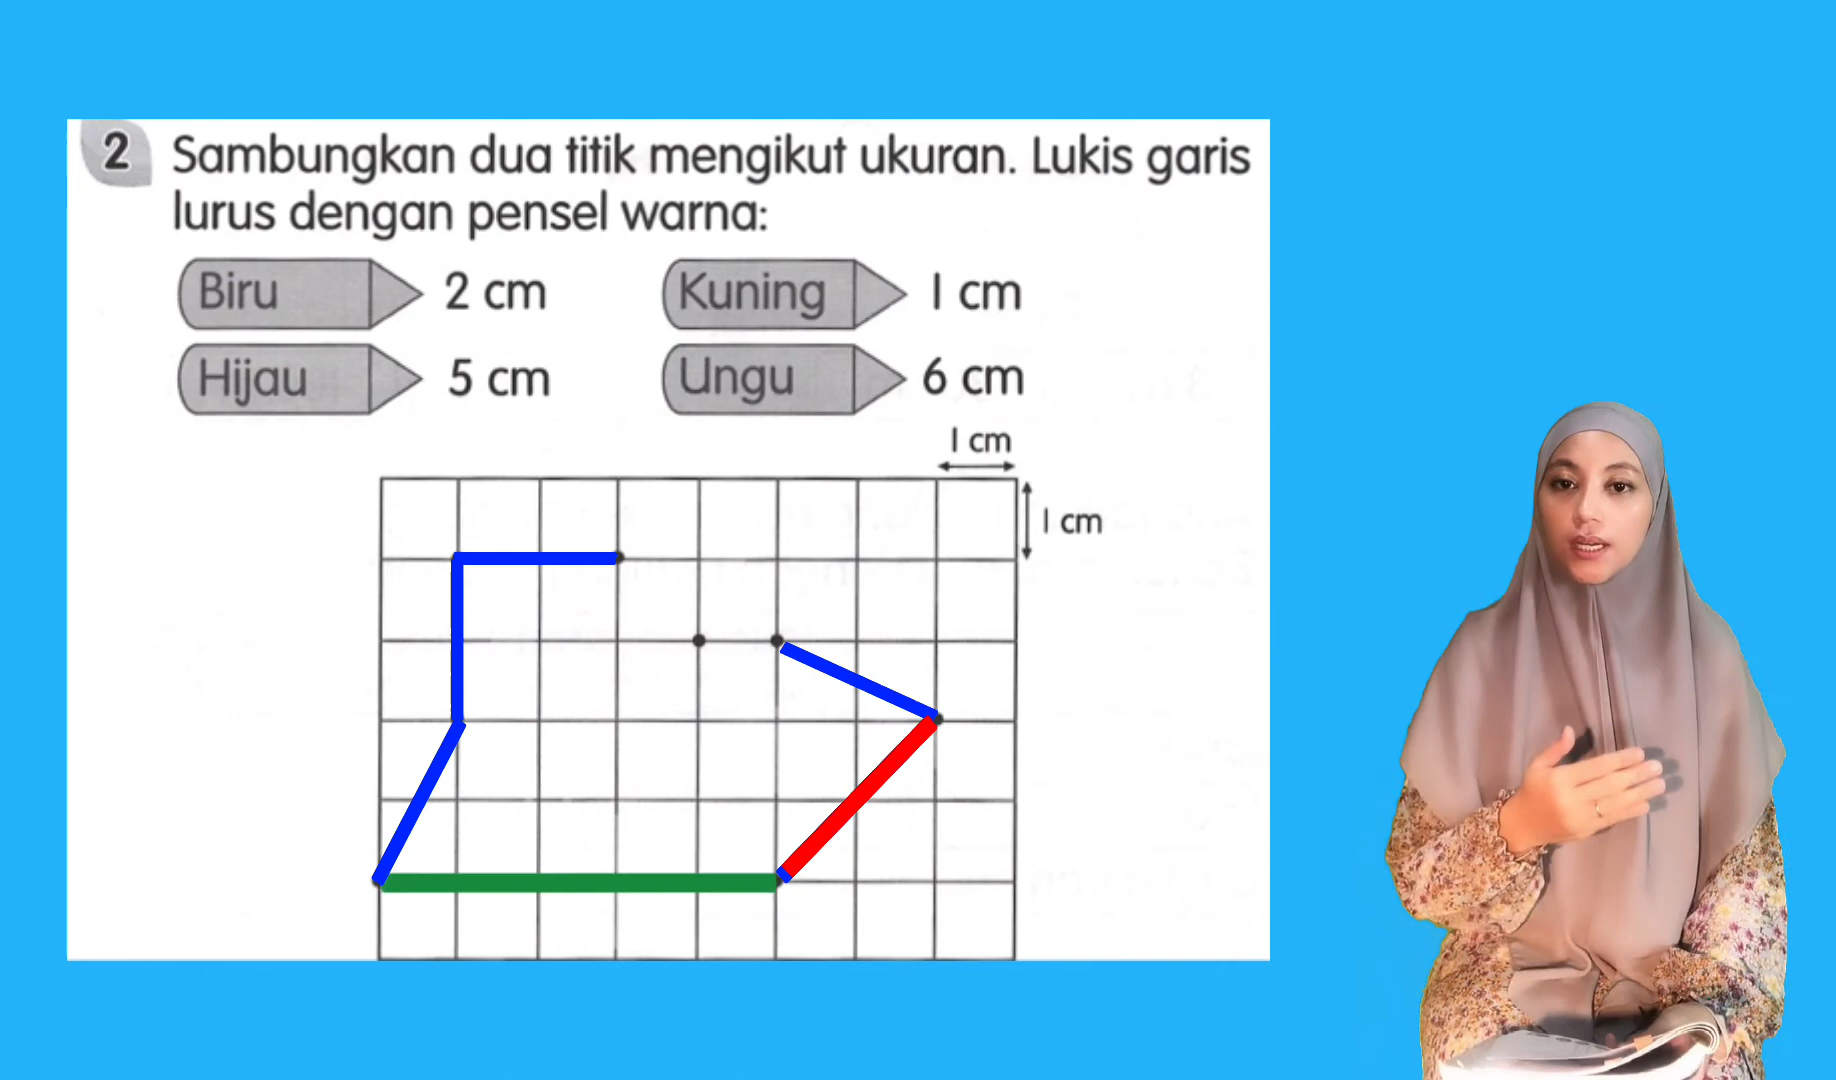 2 Sambungkan dua titik mengikut ukuran. Lukis garis
lurus dengan pensel warna:
Biru 2 cm Kuning 1 cm
Hijau 5 cm Ungu 6 cm
1 cm
1 cm